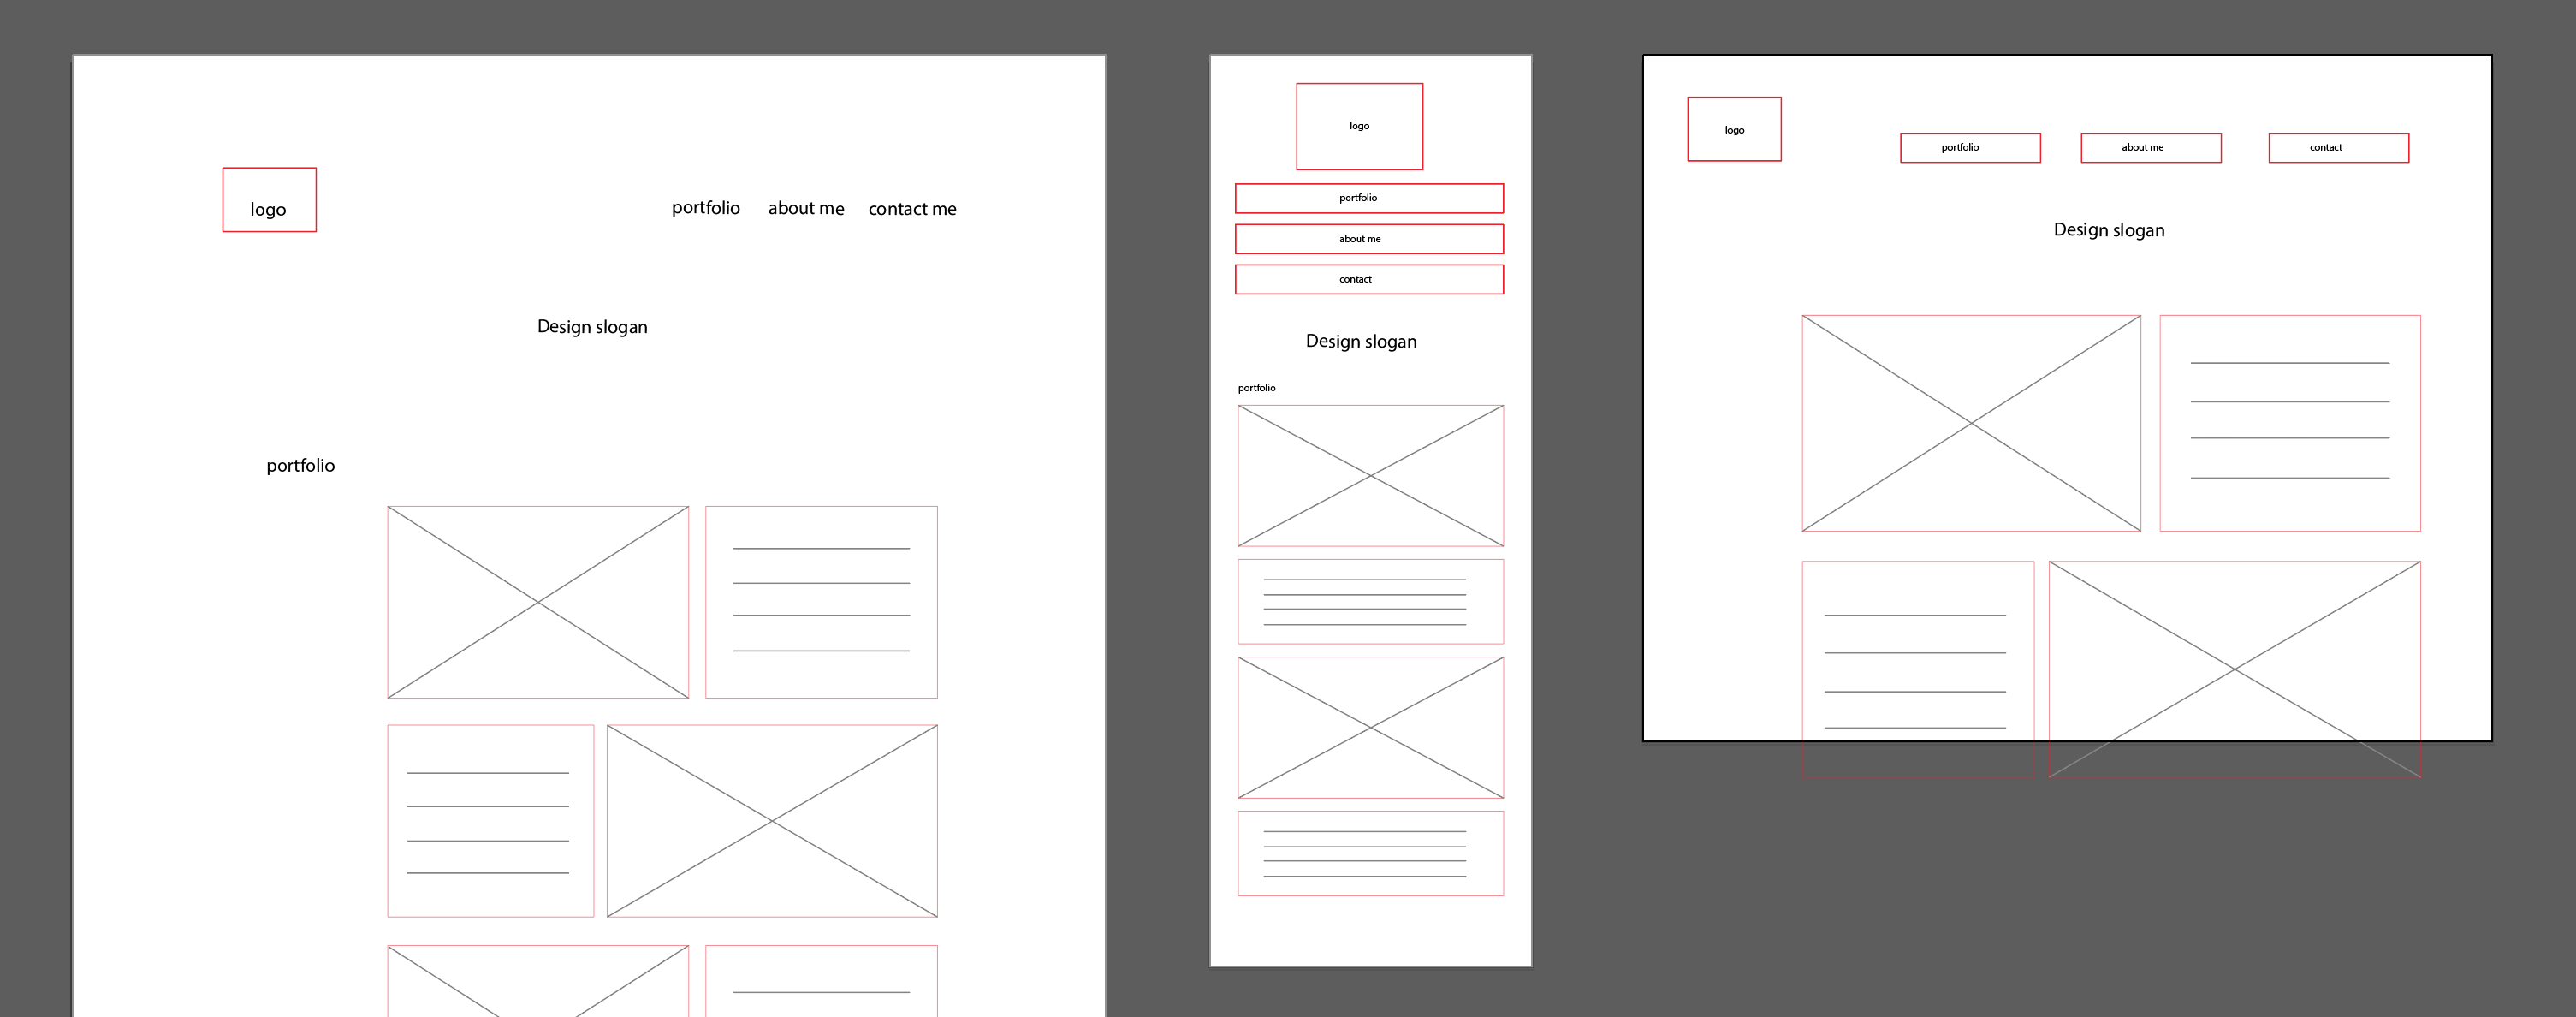 logo
portfolio about me contact me
Design slogan
portfolio
logo
portfolio
about me
contact
Design slogan
portfolio
logo
portfolio about me contact
Design slogan